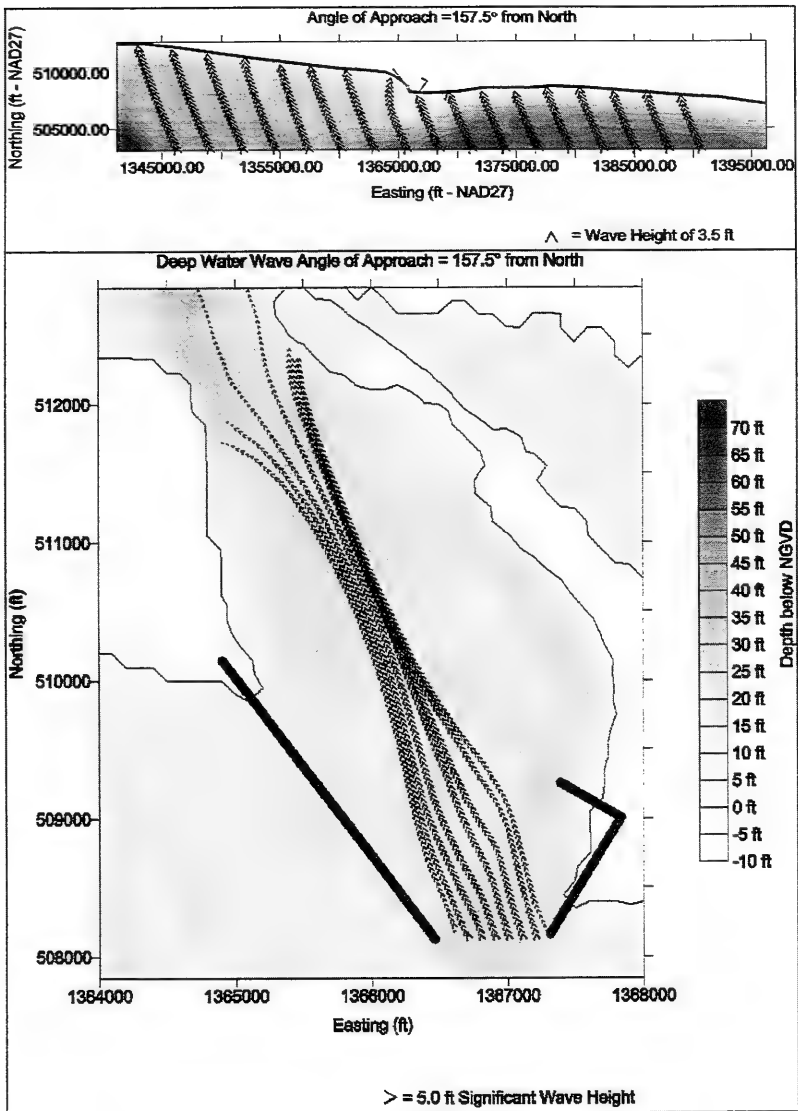 Angle of Approach =157.5° from North
Northing (ft - NAD27)
510000.00
505000.00
1345000.00 1355000.00 1365000.00 1375000.00 1385000.00 1395000.00
Easting (ft - NAD27)
^ = Wave Height of 3.5 ft
Deep Water Wave Angle of Approach = 157.5° from North
Northing (ft)
512000
511000
510000
509000
508000
1364000 1365000 1366000 1367000 1368000
Easting (ft)
70 ft
65 ft
60 ft
55 ft
50 ft
45 ft
40 ft
35 ft
30 ft
25 ft
20 ft
15 ft
10 ft
5 ft
0 ft
-5 ft
-10 ft
Depth below NGVD
> = 5.0 ft Significant Wave Height